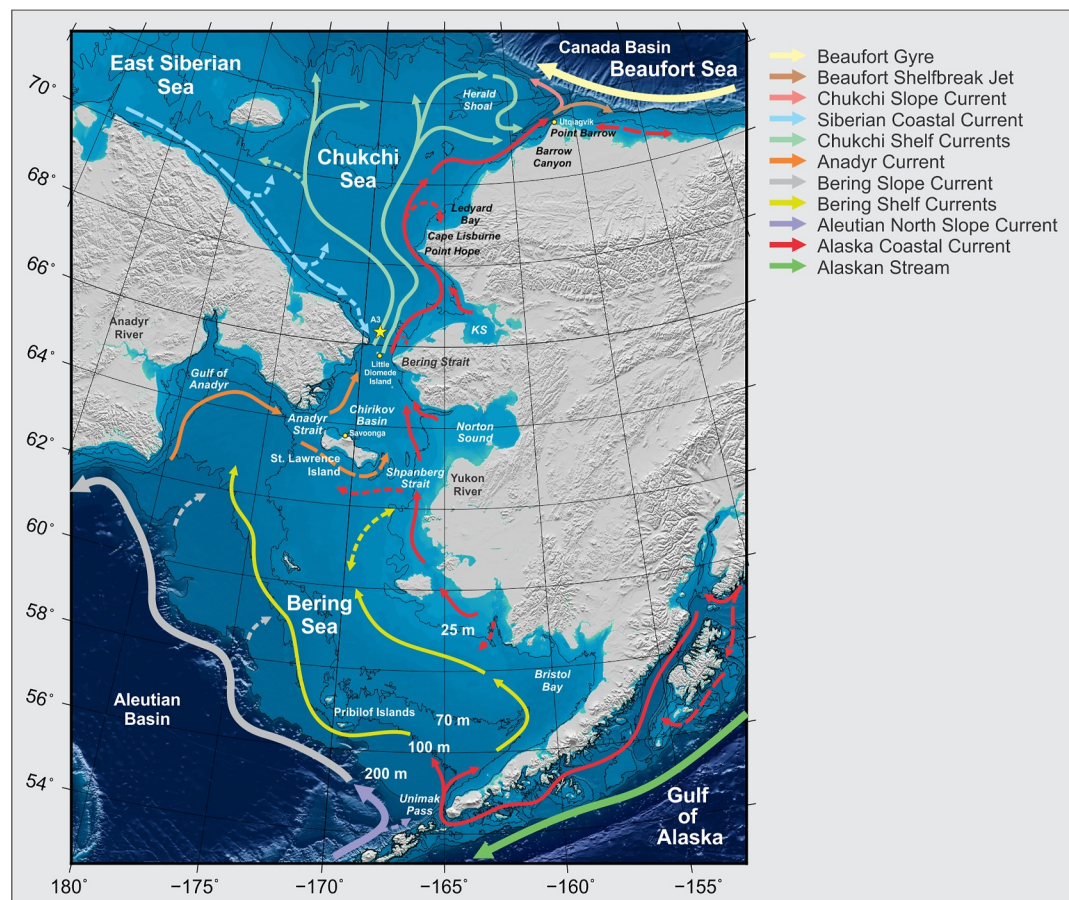 Canada Basin
Beaufort Sea
East Siberian
Sea
Herald
Shoal
Utqiagvik
Point Barrow
Barrow
Canyon
Chukchi
Sea
Ledyard
Bay
Cape Lisburne
Point Hope
A3
KS
Anadyr
River
Bering Strait
Little
Diomede
Island
Gulf of
Anadyr
Anadyr
Strait
Chirikov
Basin
Savoonga
Norton
Sound
St. Lawrence
Island
Shpanberg
Strait
Yukon
River
Bering
Sea
25 m
Bristol
Bay
Aleutian
Basin
Pribilof Islands
70 m
100 m
200 m
Unimak
Pass
Gulf
of
Alaska
70°
68°
66°
64°
62°
60°
58°
56°
54°
180°
−175°
−170°
−165°
−160°
−155°
Beaufort Gyre
Beaufort Shelfbreak Jet
Chukchi Slope Current
Siberian Coastal Current
Chukchi Shelf Currents
Anadyr Current
Bering Slope Current
Bering Shelf Currents
Aleutian North Slope Current
Alaska Coastal Current
Alaskan Stream